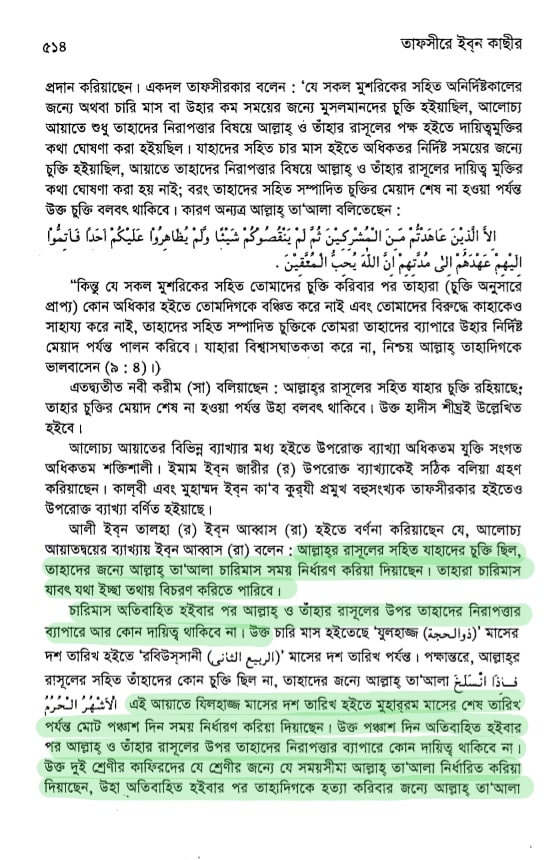 ৫১৪
তাফসীরে ইব্‌ন কাছীর
প্রদান করিয়াছেন। একদল তাফসীরকার বলেন : ‘যে সকল মুশরিকের সহিত অনির্দিষ্টকালের
জন্যে অথবা চারি মাস বা উহার কম সময়ের জন্যে মুসলমানদের চুক্তি হইয়াছিল, আলোচ্য
আয়াতে শুধু তাহাদের নিরাপত্তার বিষয়ে আল্লাহ্ ও তাঁহার রাসূলের পক্ষ হইতে দায়িত্বমুক্তির
কথা ঘোষণা করা হইয়ছিল। যাহাদের সহিত চার মাস হইতে অধিকতর নির্দিষ্ট সময়ের জন্যে
চুক্তি হইয়াছিল, আয়াতে তাহাদের নিরাপত্তার বিষয়ে আল্লাহ্ ও তাঁহার রাসূলের দায়িত্ব মুক্তির
কথা ঘোষণা করা হয় নাই; বরং তাহাদের সহিত সম্পাদিত চুক্তির মেয়াদ শেষ না হওয়া পর্যন্ত
উক্ত চুক্তি বলবৎ থাকিবে। কারণ অন্যত্র আল্লাহ্ তা‘আলা বলিতেছেন :
الاَّ الَّذِيْنَ عَاهَدْتُّمْ مِّنَ الْمُشْرِكِيْنَ ثُمَّ لَمْ يَنْقُصُوْكُمْ شَيْئًا وَّلَمْ يُظَاهِرُوْا عَلَيْكُمْ اَحَدًا فَاَتِمُّوْا
اِلَيْهِمْ عَهْدَهُمْ اِلٰى مُدَّتِهِمْ اِنَّ اللّٰهَ يُحِبُّ الْمُتَّقِيْنَ .
“কিন্তু যে সকল মুশরিকের সহিত তোমাদের চুক্তি করিবার পর তাহারা (চুক্তি অনুসারে
প্রাপ্য) কোন অধিকার হইতে তোমদিগকে বঞ্চিত করে নাই এবং তোমাদের বিরুদ্ধে কাহাকেও
সাহায্য করে নাই, তাহাদের সহিত সম্পাদিত চুক্তিকে তোমরা তাহাদের ব্যাপারে উহার নির্দিষ্ট
মেয়াদ পর্যন্ত পালন করিবে। যাহারা বিশ্বাসঘাতকতা করে না, নিশ্চয় আল্লাহ্ তাহাদিগকে
ভালবাসেন (৯ : ৪)।)
এতদ্ব্যতীত নবী করীম (সা) বলিয়াছেন : আল্লাহ্‌র রাসূলের সহিত যাহার চুক্তি রহিয়াছে;
তাহার চুক্তির মেয়াদ শেষ না হওয়া পর্যন্ত উহা বলবৎ থাকিবে। উক্ত হাদীস শীঘ্রই উল্লেখিত
হইবে।
আলোচ্য আয়াতের বিভিন্ন ব্যাখ্যার মধ্য হইতে উপরোক্ত ব্যাখ্যা অধিকতম যুক্তি সংগত
অধিকতম শক্তিশালী। ইমাম ইব্‌ন জারীর (র) উপরোক্ত ব্যাখ্যাকেই সঠিক বলিয়া গ্রহণ
করিয়াছেন। কাল্‌বী এবং মুহাম্মদ ইব্‌ন কা‘ব কুর্‌যী প্রমুখ বহুসংখ্যক তাফসীরকার হইতেও
উপরোক্ত ব্যাখ্যা বর্ণিত হইয়াছে।
আলী ইব্‌ন তালহা (র) ইব্‌ন আব্বাস (রা) হইতে বর্ণনা করিয়াছেন যে, আলোচ্য
আয়াতদ্বয়ের ব্যাখ্যায় ইব্‌ন আব্বাস (রা) বলেন : আল্লাহ্‌র রাসূলের সহিত যাহাদের চুক্তি ছিল,
তাহাদের জন্যে আল্লাহ্ তা‘আলা চারিমাস সময় নির্ধারণ করিয়া দিয়াছেন। তাহারা চারিমাস
যাবৎ যথা ইচ্ছা তথায় বিচরণ করিতে পারিবে।
চারিমাস অতিবাহিত হইবার পর আল্লাহ্ ও তাঁহার রাসূলের উপর তাহাদের নিরাপত্তার
ব্যাপারে আর কোন দায়িত্ব থাকিবে না। উক্ত চারি মাস হইতেছে ‘যুলহাজ্জ (ذوالحجة)’ মাসের
দশ তারিখ হইতে ‘রবিউস্‌সানী (الربيع الثانى)’ মাসের দশ তারিখ পর্যন্ত। পক্ষান্তরে, আল্লাহ্‌র
রাসূলের সহিত তাঁহাদের কোন চুক্তি ছিল না, তাহাদের জন্যে আল্লাহ্ তা‘আলা فَاِذَا انْسَلَخَ
الْاَشْهُرُ الْحُرُمُ এই আয়াতে যিলহাজ্জ মাসের দশ তারিখ হইতে মুহার্‌রম মাসের শেষ তারিখ
পর্যন্ত মোট পঞ্চাশ দিন সময় নির্ধারণ করিয়া দিয়াছেন। উক্ত পঞ্চাশ দিন অতিবাহিত হইবার
পর আল্লাহ্ ও তাঁহার রাসূলের উপর তাহাদের নিরাপত্তার ব্যাপারে কোন দায়িত্ব থাকিবে না।
উক্ত দুই শ্রেণীর কাফিরদের যে শ্রেণীর জন্যে যে সময়সীমা আল্লাহ্ তা‘আলা নির্ধারিত করিয়া
দিয়াছেন, উহা অতিবাহিত হইবার পর তাহাদিগকে হত্যা করিবার জন্যে আল্লাহ্ তা‘আলা